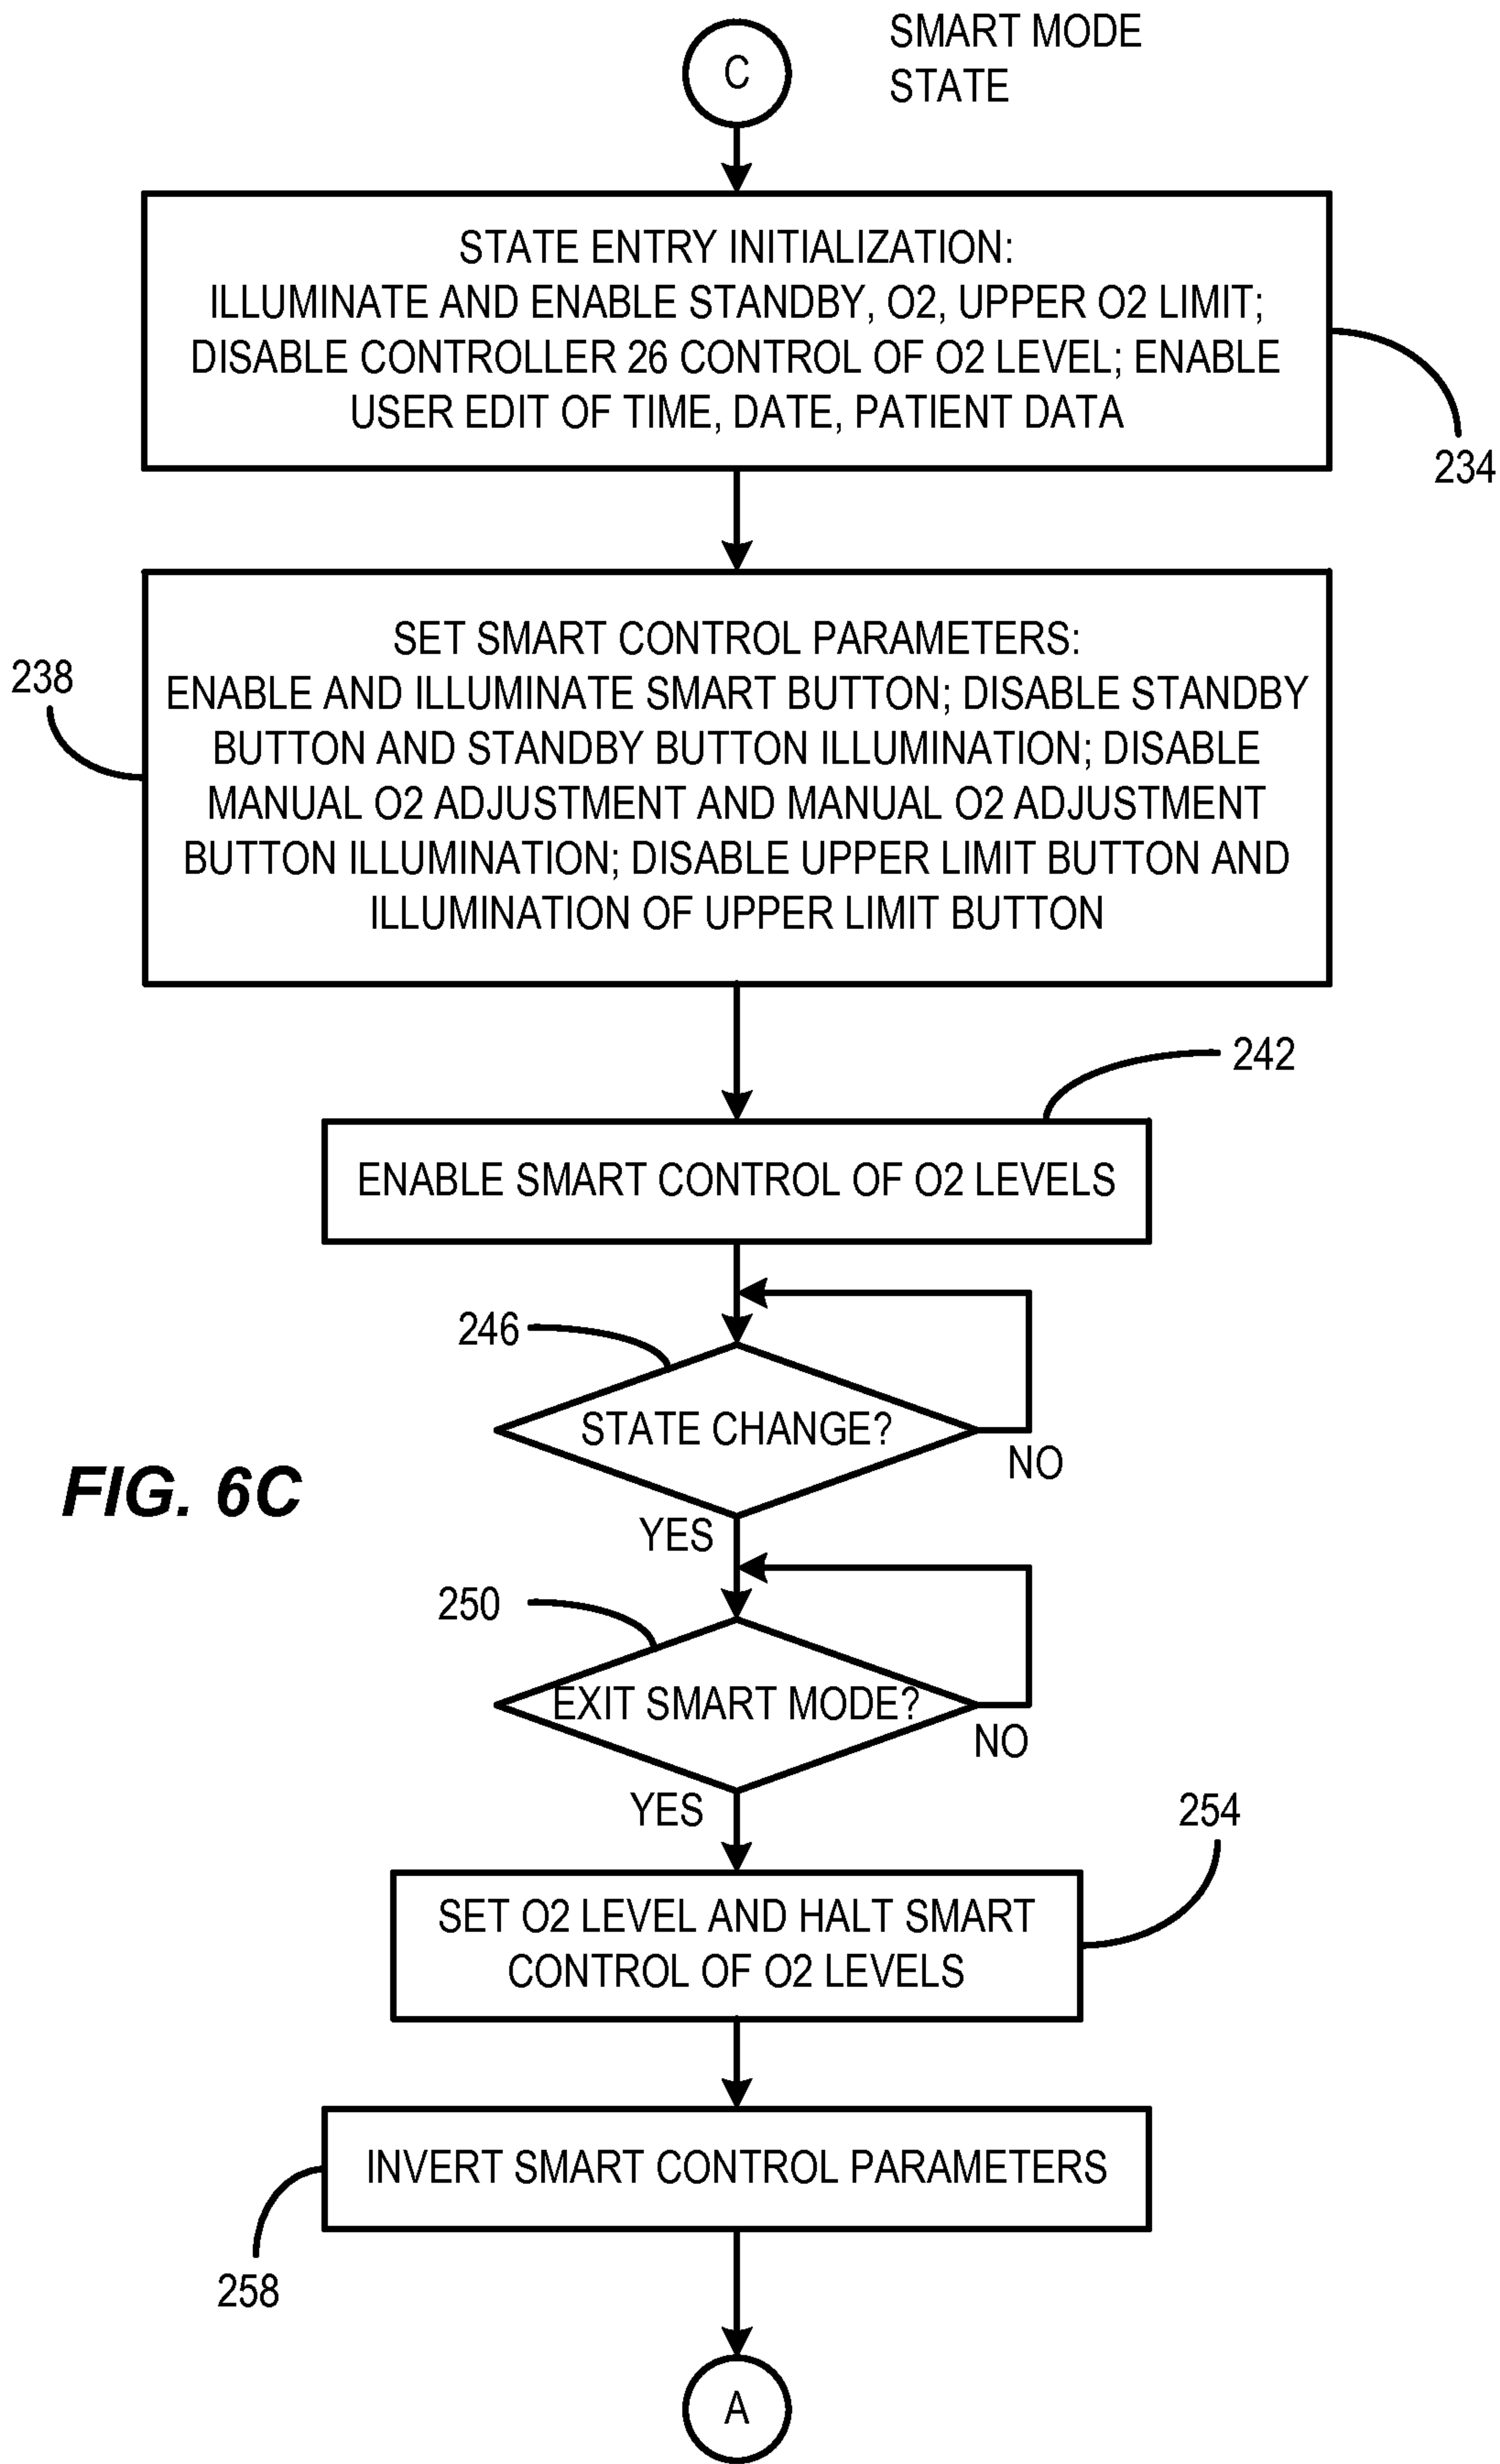 C
SMART MODE
STATE
STATE ENTRY INITIALIZATION:
ILLUMINATE AND ENABLE STANDBY, O2, UPPER O2 LIMIT;
DISABLE CONTROLLER 26 CONTROL OF O2 LEVEL; ENABLE
USER EDIT OF TIME, DATE, PATIENT DATA
234
SET SMART CONTROL PARAMETERS:
ENABLE AND ILLUMINATE SMART BUTTON; DISABLE STANDBY
BUTTON AND STANDBY BUTTON ILLUMINATION; DISABLE
MANUAL O2 ADJUSTMENT AND MANUAL O2 ADJUSTMENT
BUTTON ILLUMINATION; DISABLE UPPER LIMIT BUTTON AND
ILLUMINATION OF UPPER LIMIT BUTTON
238
242
ENABLE SMART CONTROL OF O2 LEVELS
246
STATE CHANGE?
NO
FIG. 6C
YES
250
EXIT SMART MODE?
NO
YES
254
SET O2 LEVEL AND HALT SMART
CONTROL OF O2 LEVELS
INVERT SMART CONTROL PARAMETERS
258
A